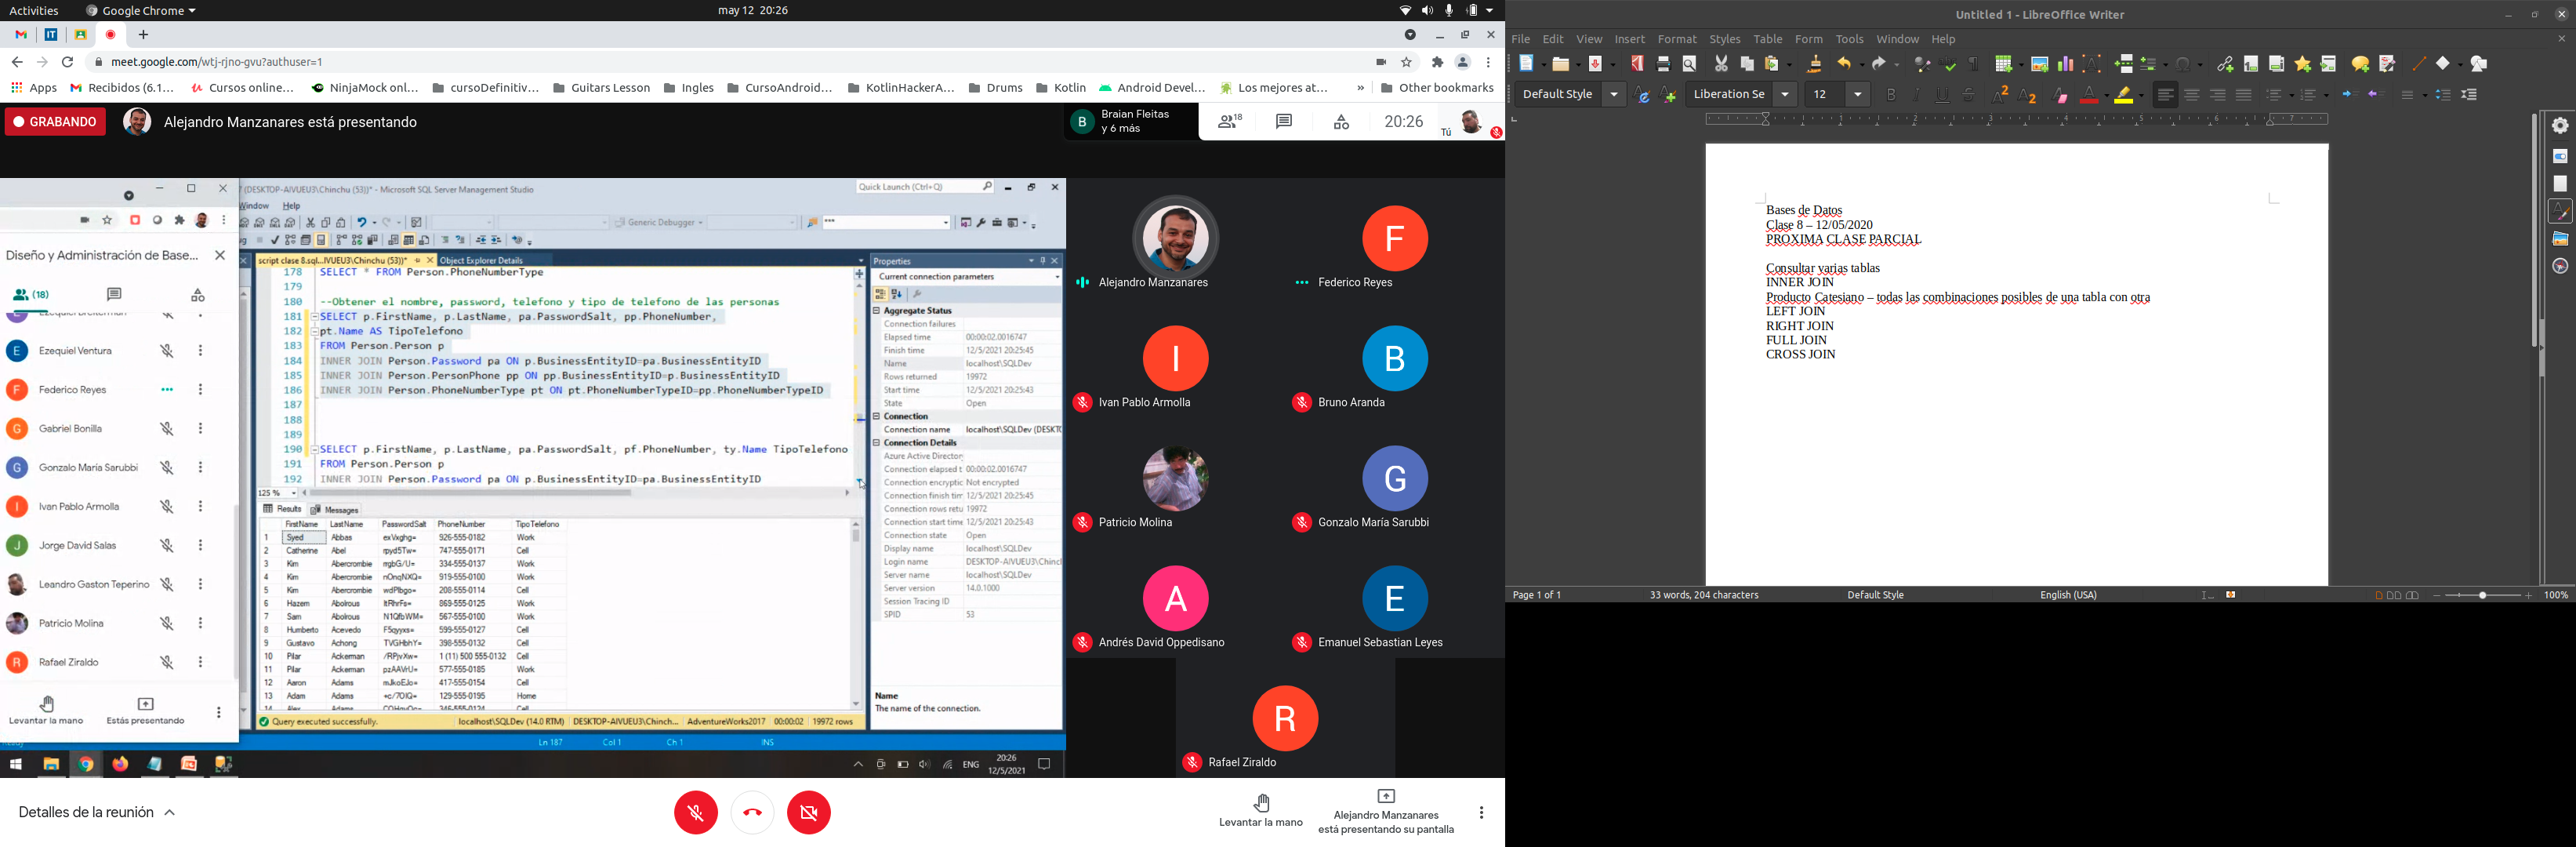 Activities
Google Chrome
may 12 20:26
meet.google.com/wtj-rjno-gvu?authuser=1
Apps
Recibidos (6.1...
Cursos online...
NinjaMock onl...
cursoDefinitiv...
Guitars Lesson
Ingles
CursoAndroid...
KotlinHackerA...
Drums
Kotlin
Android Devel...
Los mejores at...
»
Other bookmarks
GRABANDO
Alejandro Manzanares está presentando
B
Braian Fleitas
y 6 más
18
20:26
Tú
Diseño y Administración de Base...
(18)
Ezequiel Ventura
Federico Reyes
Gabriel Bonilla
Gonzalo María Sarubbi
Ivan Pablo Armolla
Jorge David Salas
Leandro Gaston Teperino
Patricio Molina
Rafael Ziraldo
Levantar la mano
Estás presentando
(DESKTOP-AIVUEU3\Chinchu (53))* - Microsoft SQL Server Management Studio
Quick Launch (Ctrl+Q)
Window Help
Generic Debugger
script clase 8.sql...IVUEU3\Chinchu (53))*
Object Explorer Details
178 SELECT * FROM Person.PhoneNumberType
179
180 --Obtener el nombre, password, telefono y tipo de telefono de las personas
181 SELECT p.FirstName, p.LastName, pa.PasswordSalt, pp.PhoneNumber,
182 pt.Name AS TipoTelefono
183 FROM Person.Person p
184 INNER JOIN Person.Password pa ON p.BusinessEntityID=pa.BusinessEntityID
185 INNER JOIN Person.PersonPhone pp ON pp.BusinessEntityID=p.BusinessEntityID
186 INNER JOIN Person.PhoneNumberType pt ON pt.PhoneNumberTypeID=pp.PhoneNumberTypeID
187
188
189
190 SELECT p.FirstName, p.LastName, pa.PasswordSalt, pf.PhoneNumber, ty.Name TipoTelefono
191 FROM Person.Person p
192 INNER JOIN Person.Password pa ON p.BusinessEntityID=pa.BusinessEntityID
125 %
Results
Messages
FirstName LastName PasswordSalt PhoneNumber TipoTelefono
1 Syed Abbas exVxghg= 926-555-0182 Work
2 Catherine Abel rpyd5Tw= 747-555-0171 Cell
3 Kim Abercrombie mgbG/U= 334-555-0137 Work
4 Kim Abercrombie nOnqNXQ= 919-555-0100 Work
5 Kim Abercrombie wdPlbgo= 208-555-0114 Cell
6 Hazem Abolrous ItRhrFs= 869-555-0125 Work
7 Sam Abolrous N1QfbWM= 567-555-0100 Work
8 Humberto Acevedo F5qyyxs= 599-555-0127 Cell
9 Gustavo Achong TVGHbhY= 398-555-0132 Cell
10 Pilar Ackerman /RPjvXw= 1 (11) 500 555-0132 Cell
11 Pilar Ackerman pzAAVrU= 577-555-0185 Work
12 Aaron Adams mJkoEJo= 417-555-0154 Cell
13 Adam Adams +c/7OIQ= 129-555-0195 Home
Query executed successfully.
localhost\SQLDev (14.0 RTM)
DESKTOP-AIVUEU3\Chinch...
AdventureWorks2017
00:00:02
19972 rows
Ln 187
Col 1
Ch 1
INS
Properties
Current connection parameters
Aggregate Status
Connection failures
Elapsed time 00:00:02.0016747
Finish time 12/5/2021 20:25:45
Name localhost\SQLDev
Rows returned 19972
Start time 12/5/2021 20:25:43
State Open
Connection
Connection name localhost\SQLDev (DESKTO
Connection Details
Azure Active Director
Connection elapsed t 00:00:02.0016747
Connection encryptic Not encrypted
Connection finish tim 12/5/2021 20:25:45
Connection rows retu 19972
Connection start time 12/5/2021 20:25:43
Connection state Open
Display name localhost\SQLDev
Login name DESKTOP-AIVUEU3\Chincl
Server name localhost\SQLDev
Server version 14.0.1000
Session Tracing ID
SPID 53
Name
The name of the connection.
ENG
20:26
12/5/2021
Alejandro Manzanares
F
Federico Reyes
I
Ivan Pablo Armolla
B
Bruno Aranda
Patricio Molina
G
Gonzalo María Sarubbi
A
Andrés David Oppedisano
E
Emanuel Sebastian Leyes
R
Rafael Ziraldo
Detalles de la reunión
Levantar la mano
Alejandro Manzanares
está presentando su pantalla
Untitled 1 - LibreOffice Writer
File Edit View Insert Format Styles Table Form Tools Window Help
Default Style
Liberation Se
12
Bases de Datos
Clase 8 – 12/05/2020
PROXIMA CLASE PARCIAL
Consultar varias tablas
INNER JOIN
Producto Catesiano – todas las combinaciones posibles de una tabla con otra
LEFT JOIN
RIGHT JOIN
FULL JOIN
CROSS JOIN
Page 1 of 1
33 words, 204 characters
Default Style
English (USA)
100%